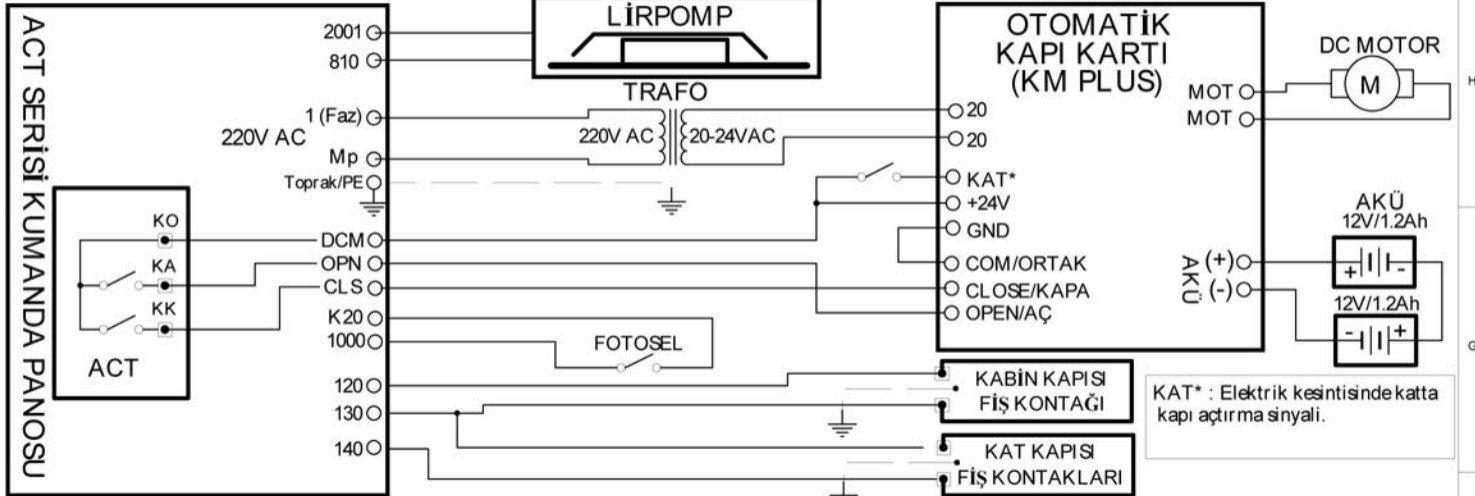 ACT SERİSİ KUMANDA PANOSU
2001
810
LİRPOMP
1 (Faz)
220V AC
Mp
Toprak/PE
TRAFO
220V AC
20-24VAC
KO
KA
KK
ACT
DCM
OPN
CLS
K20
1000
120
130
140
FOTOSEL
OTOMATİK
KAPI KARTI
(KM PLUS)
20
20
KAT*
+24V
GND
COM/ORTAK
CLOSE/KAPA
OPEN/AÇ
MOT
MOT
DC MOTOR
M
AKÜ
(+)
(-)
AKÜ
12V/1.2Ah
+ -
12V/1.2Ah
- +
KABİN KAPISI
FİŞ KONTAĞI
KAT KAPISI
FİŞ KONTAKLARI
KAT* : Elektrik kesintisinde katta
kapı açtırma sinyali.
H
G